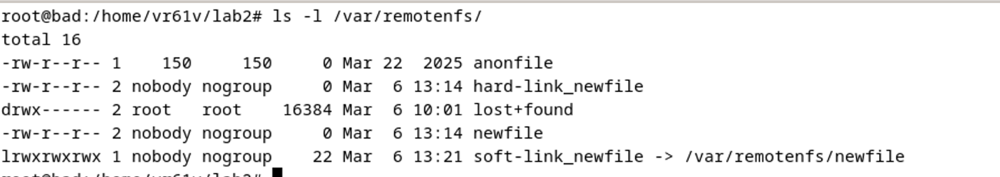 root@bad:/home/vr61v/lab2# ls -l /var/remotenfs/
total 16
-rw-r--r-- 1    150     150     0 Mar 22  2025 anonfile
-rw-r--r-- 2 nobody nogroup     0 Mar  6 13:14 hard-link_newfile
drwx------ 2 root   root    16384 Mar  6 10:01 lost+found
-rw-r--r-- 2 nobody nogroup     0 Mar  6 13:14 newfile
lrwxrwxrwx 1 nobody nogroup    22 Mar  6 13:21 soft-link_newfile -> /var/remotenfs/newfile
root@bad:/home/vr61v/lab2#